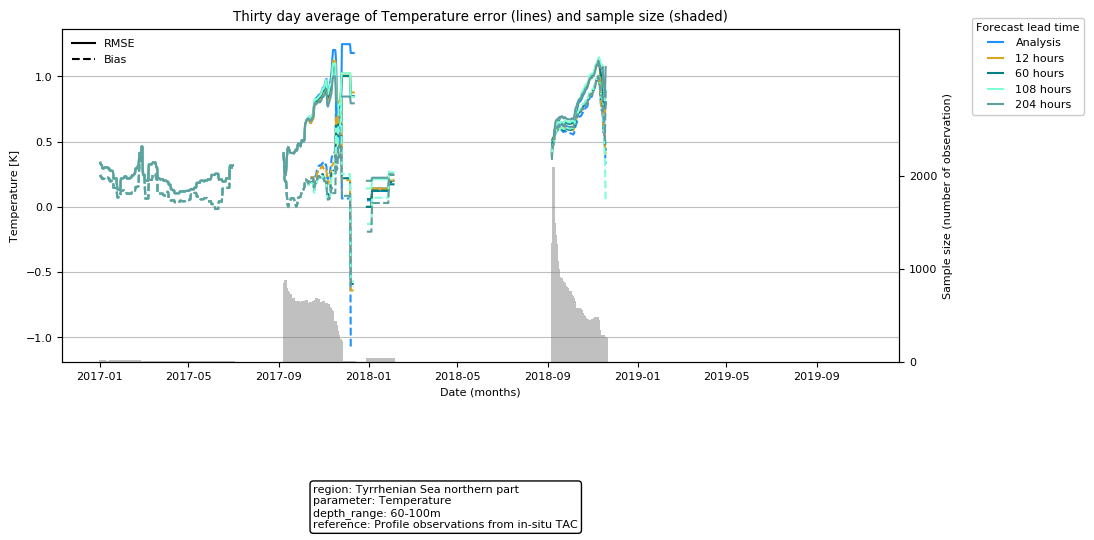 Thirty day average of Temperature error (lines) and sample size (shaded)
RMSE
Bias
Forecast lead time
Analysis
12 hours
60 hours
108 hours
204 hours
1.0
0.5
0.0
−0.5
−1.0
Temperature [K]
2000
1000
0
Sample size (number of observation)
2017-01
2017-05
2017-09
2018-01
2018-05
2018-09
2019-01
2019-05
2019-09
Date (months)
region: Tyrrhenian Sea northern part
parameter: Temperature
depth_range: 60-100m
reference: Profile observations from in-situ TAC